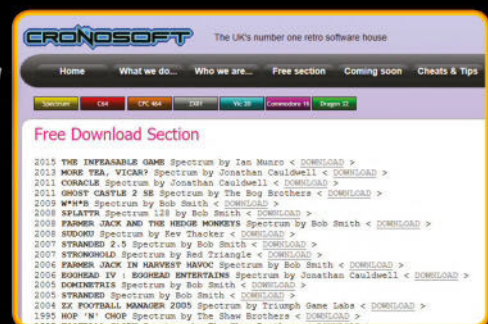 CRONOSOFT
The UK's number one retro software house
Home What we do... Who we are... Free section Coming soon Cheats & Tips
Spectrum C64 CPC 464 ZX81 Vic 20 Commodore 16 Dragon 32
Free Download Section
2015 THE INFEASABLE GAME Spectrum by Ian Munro < DOWNLOAD >
2013 MORE TEA, VICAR? Spectrum by Jonathan Cauldwell < DOWNLOAD >
2011 CORACLE Spectrum by Jonathan Cauldwell < DOWNLOAD >
2011 GHOST CASTLE 2 SE Spectrum by The Bog Brothers < DOWNLOAD >
2009 W*H*B Spectrum by Bob Smith < DOWNLOAD >
2008 SPLATTR Spectrum 128 by Bob Smith < DOWNLOAD >
2008 FARMER JACK AND THE HEDGE MONKEYS Spectrum by Bob Smith < DOWNLOAD >
2008 SUDOKU Spectrum by Kev Thacker < DOWNLOAD >
2007 STRANDED 2.5 Spectrum by Bob Smith < DOWNLOAD >
2007 STRONGHOLD Spectrum by Red Triangle < DOWNLOAD >
2006 FARMER JACK IN HARVEST HAVOC Spectrum by Bob Smith < DOWNLOAD >
2006 EGGHEAD IV : EGGHEAD ENTERTAINS Spectrum by Jonathan Cauldwell < DOWNLOAD >
2005 DOMINETRIS Spectrum by Bob Smith < DOWNLOAD >
2005 STRANDED Spectrum by Bob Smith < DOWNLOAD >
2004 ZX FOOTBALL MANAGER 2005 Spectrum by Triumph Game Labs < DOWNLOAD >
1995 HOP 'N' CHOP Spectrum by The Shaw Brothers < DOWNLOAD >